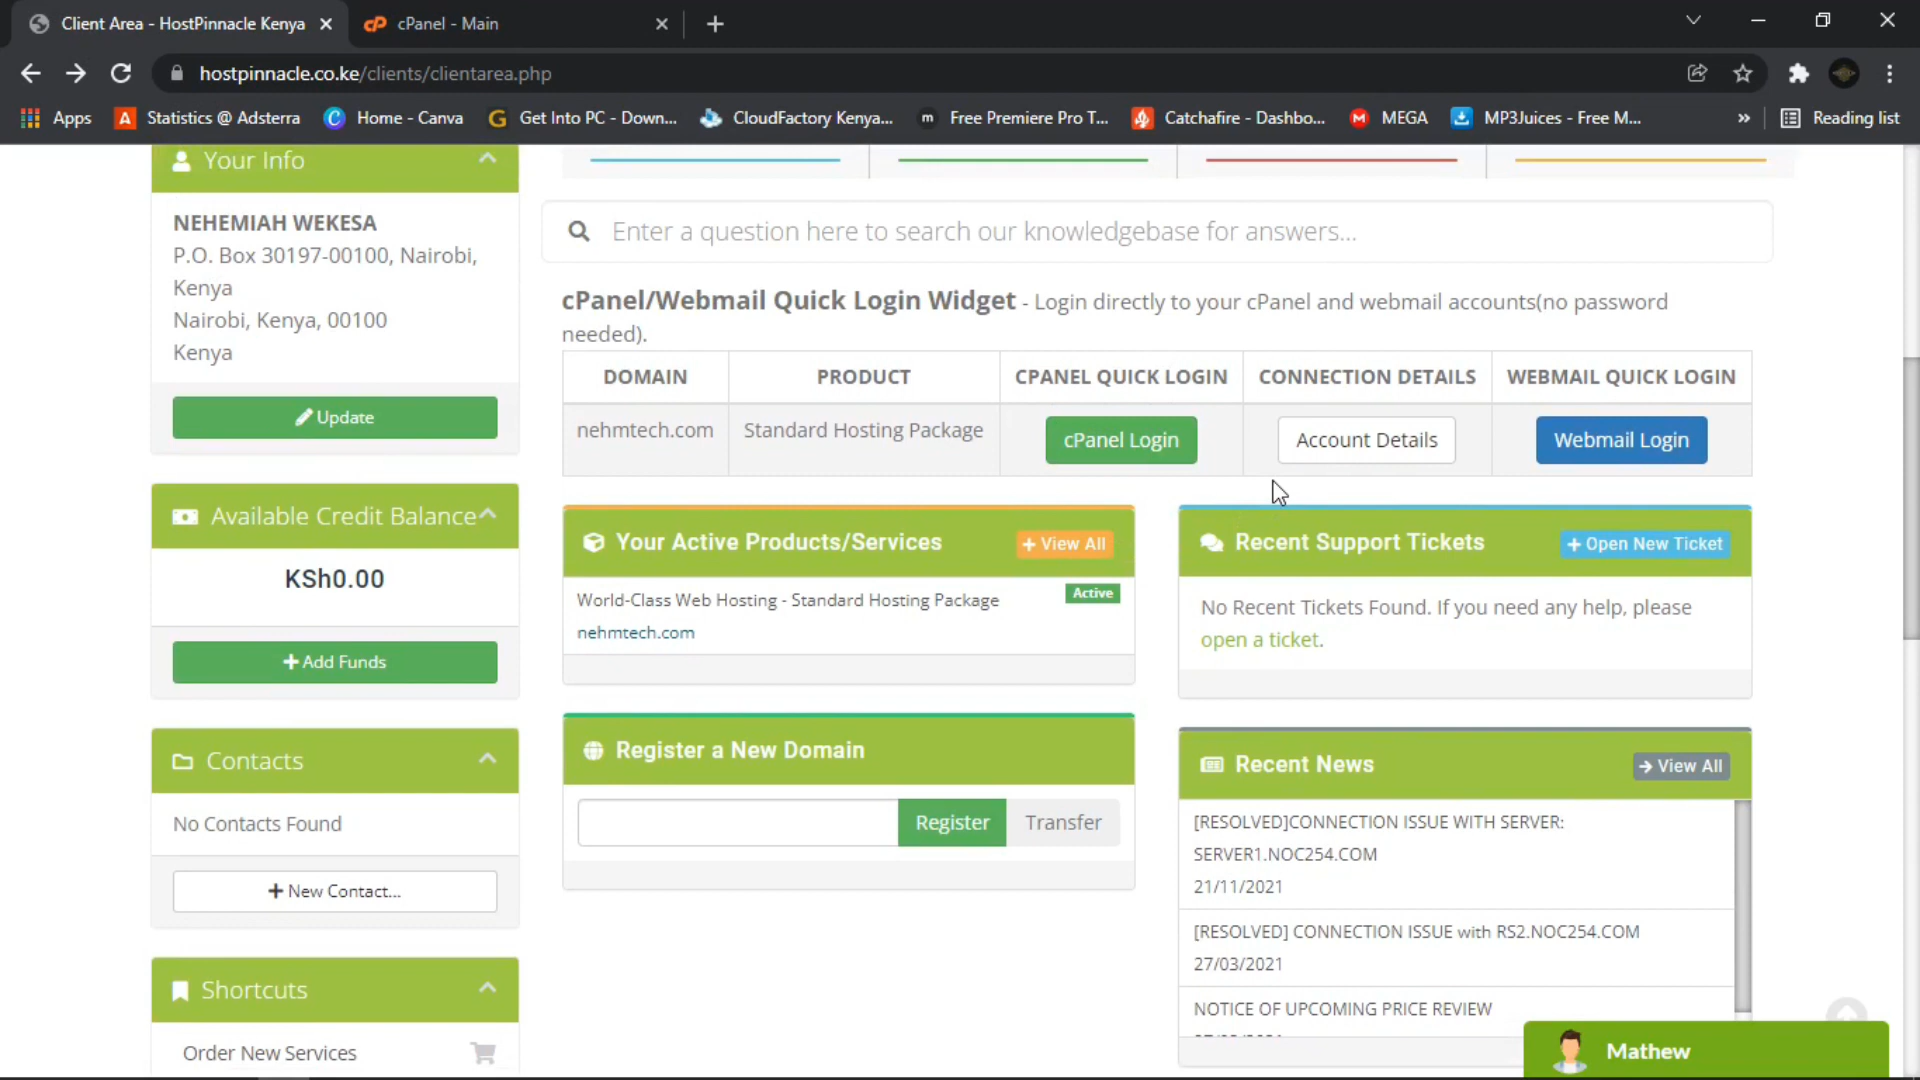 Client Area - HostPinnacle Kenya
cPanel - Main
hostpinnacle.co.ke/clients/clientarea.php
Apps
Statistics @ Adsterra
Home - Canva
Get Into PC - Down...
CloudFactory Kenya...
Free Premiere Pro T...
Catchafire - Dashbo...
MEGA
MP3Juices - Free M...
»
Reading list
Your Info
NEHEMIAH WEKESA
P.O. Box 30197-00100, Nairobi,
Kenya
Nairobi, Kenya, 00100
Kenya
Update
Available Credit Balance
KSh0.00
+ Add Funds
Contacts
No Contacts Found
+ New Contact...
Shortcuts
Order New Services
Enter a question here to search our knowledgebase for answers...
cPanel/Webmail Quick Login Widget - Login directly to your cPanel and webmail accounts(no password
needed).
DOMAIN PRODUCT CPANEL QUICK LOGIN CONNECTION DETAILS WEBMAIL QUICK LOGIN
nehmtech.com Standard Hosting Package cPanel Login Account Details Webmail Login
Your Active Products/Services
+ View All
World-Class Web Hosting - Standard Hosting Package
Active
nehmtech.com
Register a New Domain
Register
Transfer
Recent Support Tickets
+ Open New Ticket
No Recent Tickets Found. If you need any help, please
open a ticket.
Recent News
→ View All
[RESOLVED]CONNECTION ISSUE WITH SERVER:
SERVER1.NOC254.COM
21/11/2021
[RESOLVED] CONNECTION ISSUE with RS2.NOC254.COM
27/03/2021
NOTICE OF UPCOMING PRICE REVIEW
Mathew